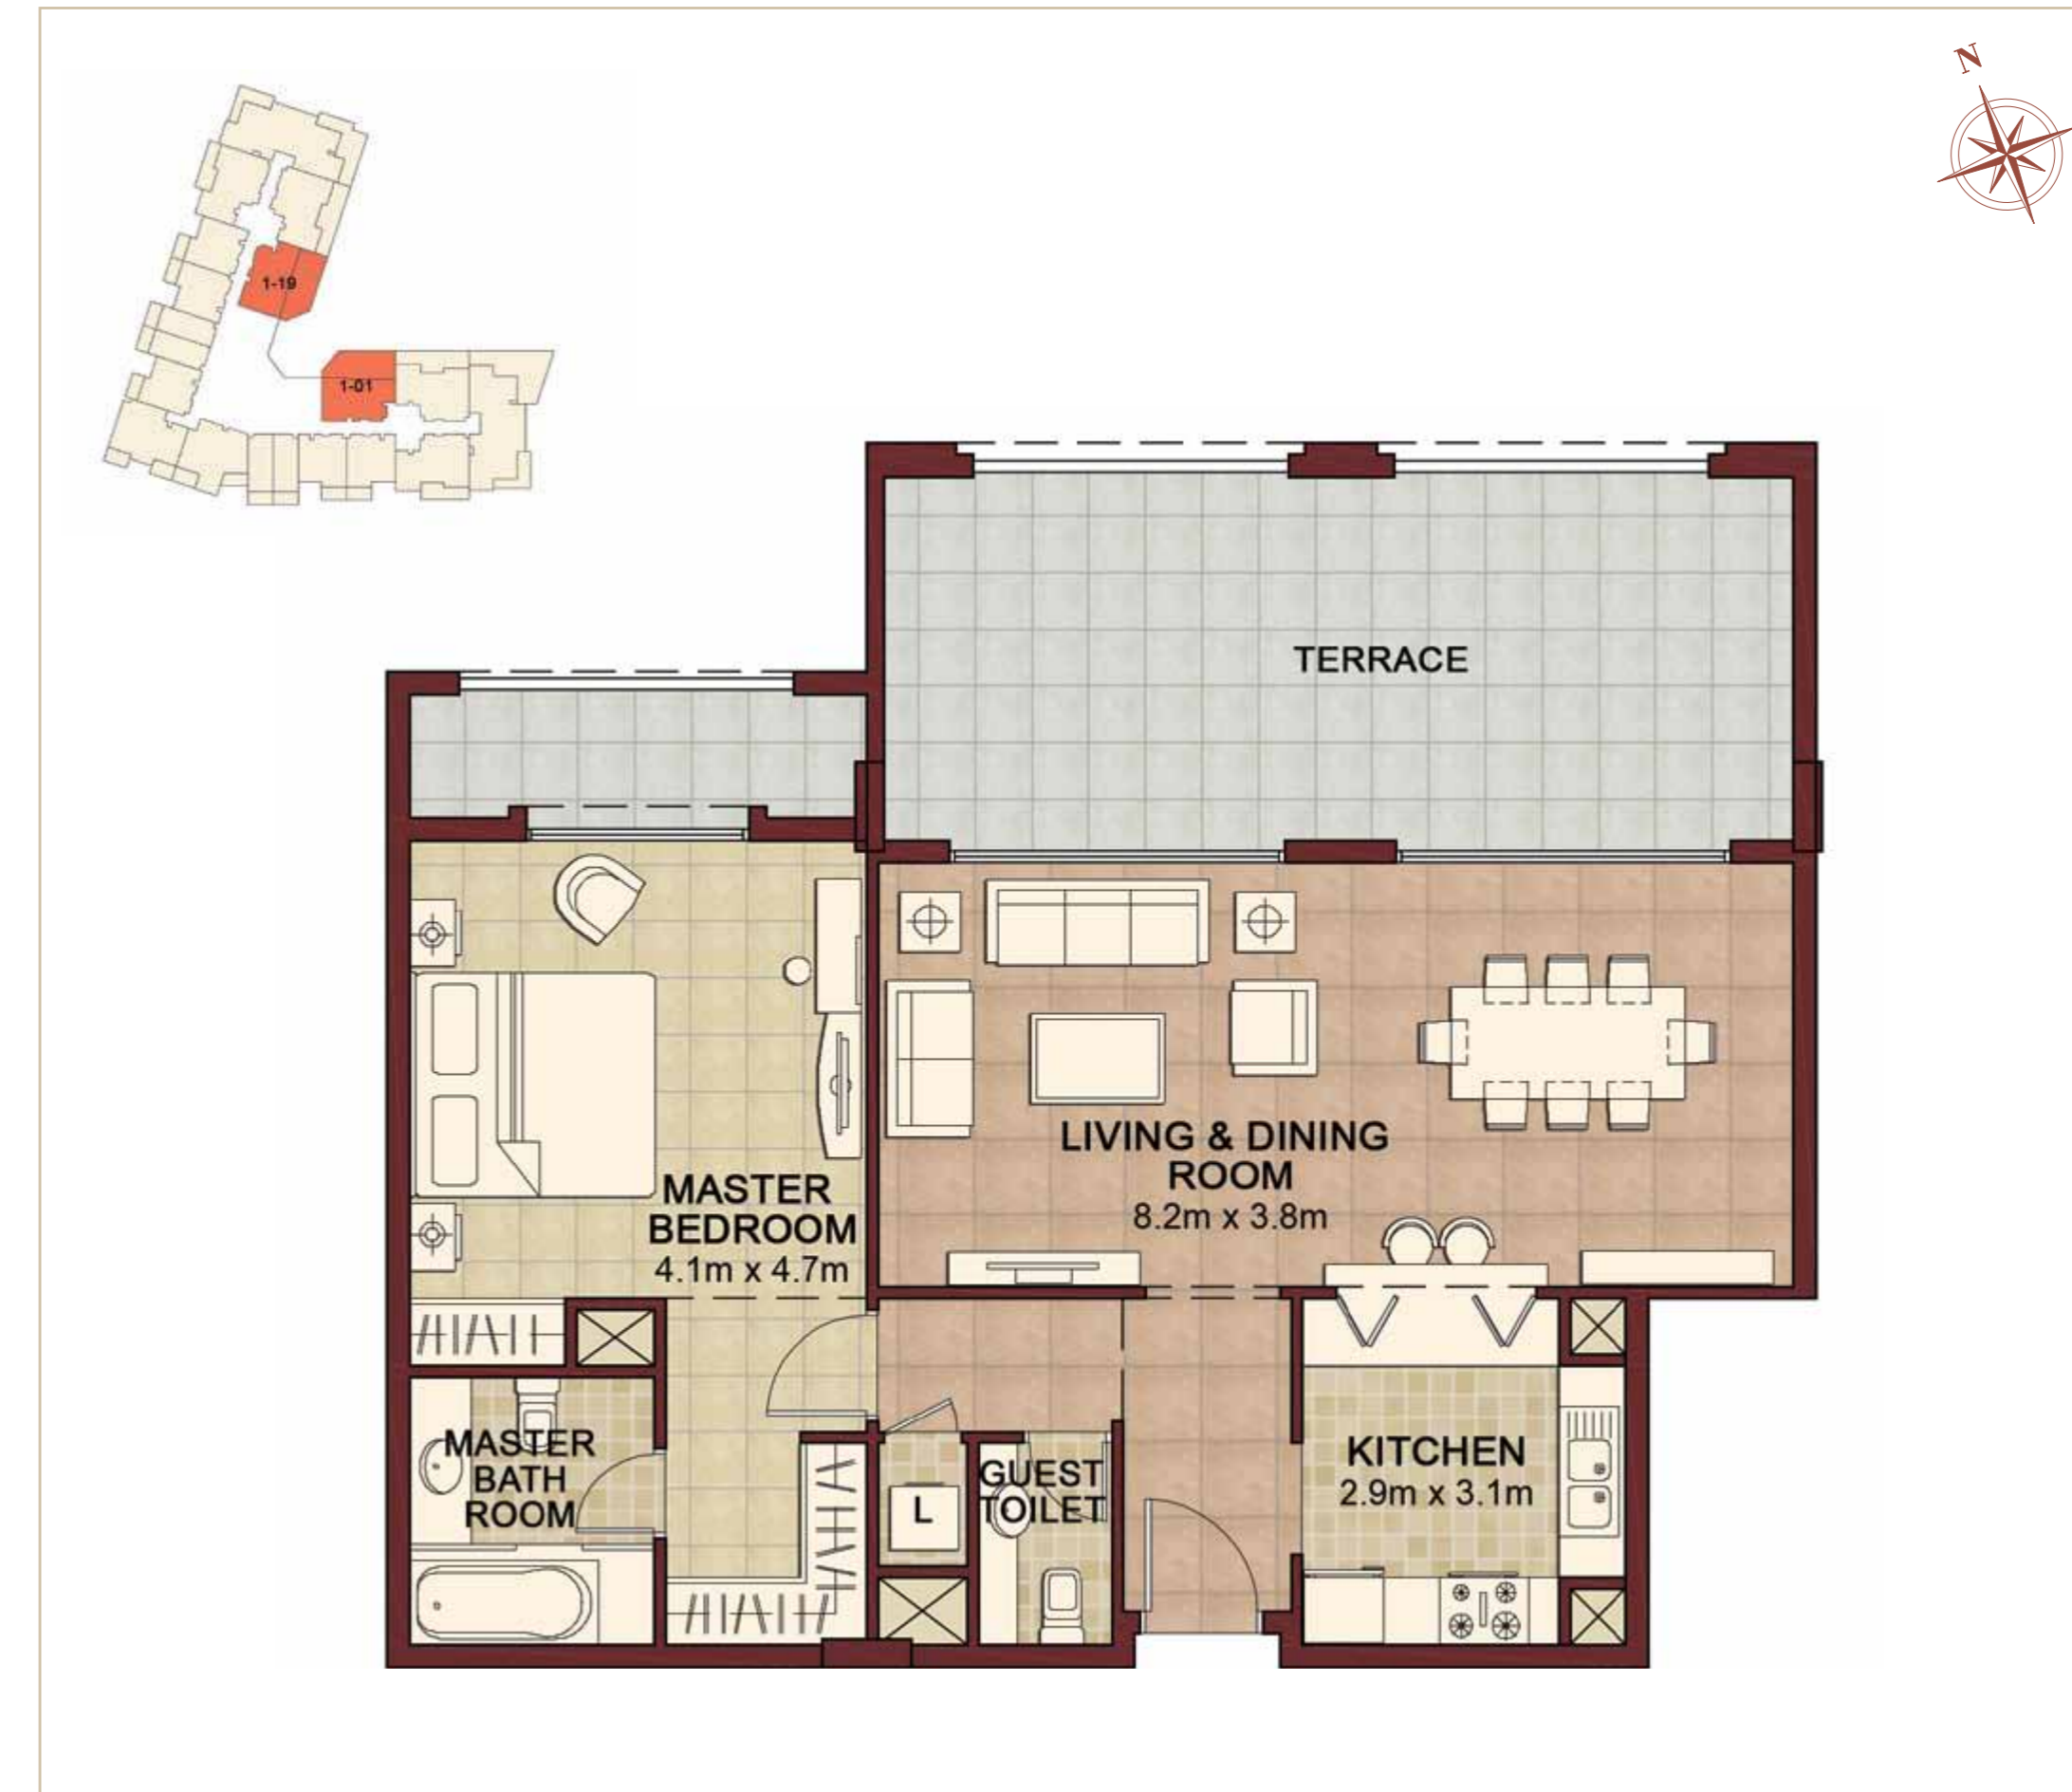 N
1-19
1-01
TERRACE
LIVING & DINING
ROOM
8.2m x 3.8m
MASTER
BEDROOM
4.1m x 4.7m
MASTER
BATH
ROOM
L
GUEST
TOILET
KITCHEN
2.9m x 3.1m